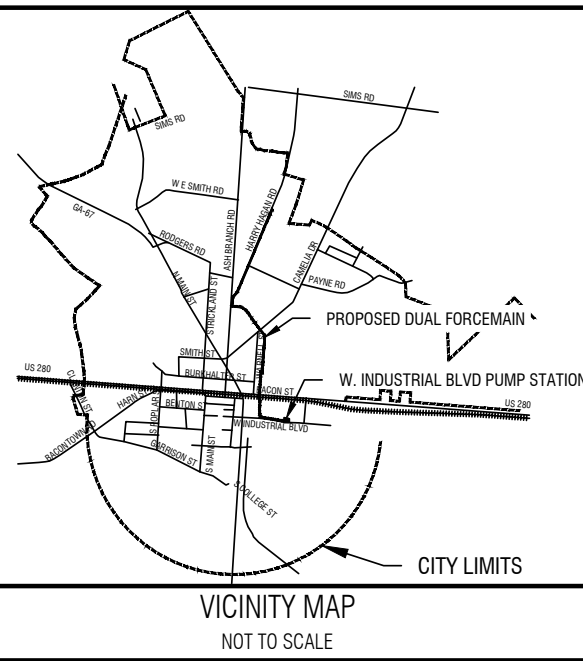 SIMS RD
SIMS RD
W E SMITH RD
GA-67
ASH BRANCH RD
HARRY HAGAN RD
RODGERS RD
CAMELIA DR
N MAIN ST
STRICKLAND ST
PAYNE RD
PROPOSED DUAL FORCEMAIN
SMITH ST
BURKHALTER ST
W. INDUSTRIAL BLVD PUMP STATION
US 280
BACON ST
US 280
HARN ST
BENTON ST
S POPLAR
W INDUSTRIAL BLVD
BACONTOWN
GARRISON ST
S MAIN ST
S COLLEGE ST
CITY LIMITS
VICINITY MAP
NOT TO SCALE